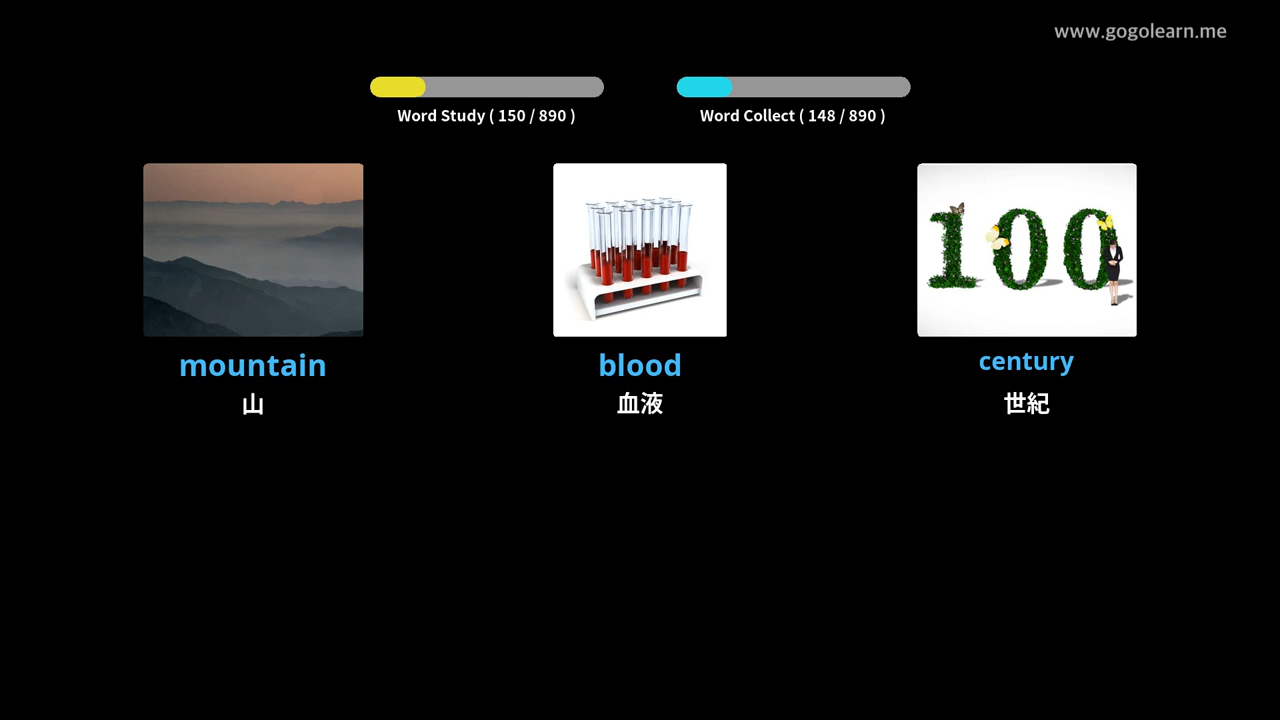 www.gogolearn.me
Word Study ( 150 / 890 )
Word Collect ( 148 / 890 )
100
mountain
山
blood
血液
century
世紀